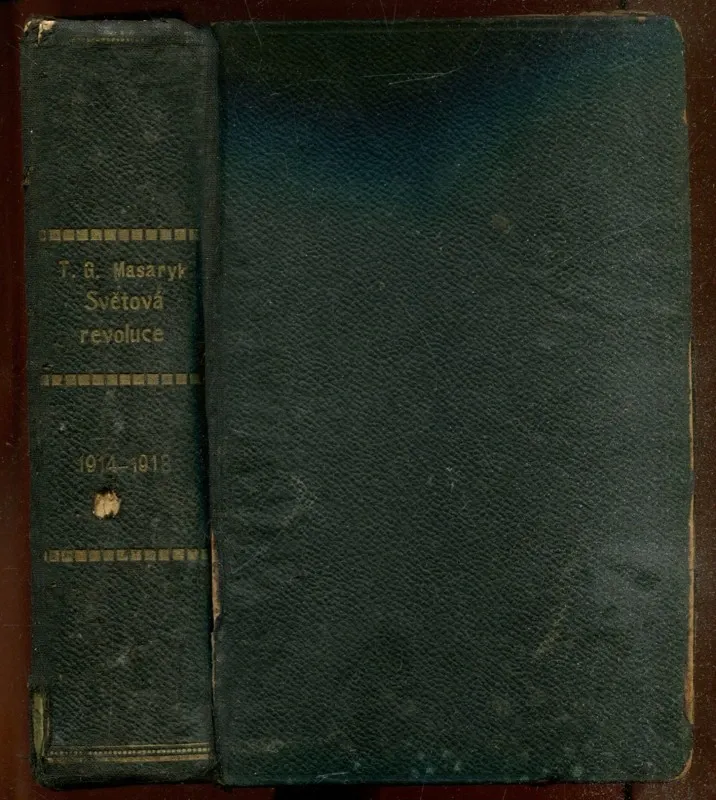 T. G. Masaryk
Světová
revoluce
1914-1918